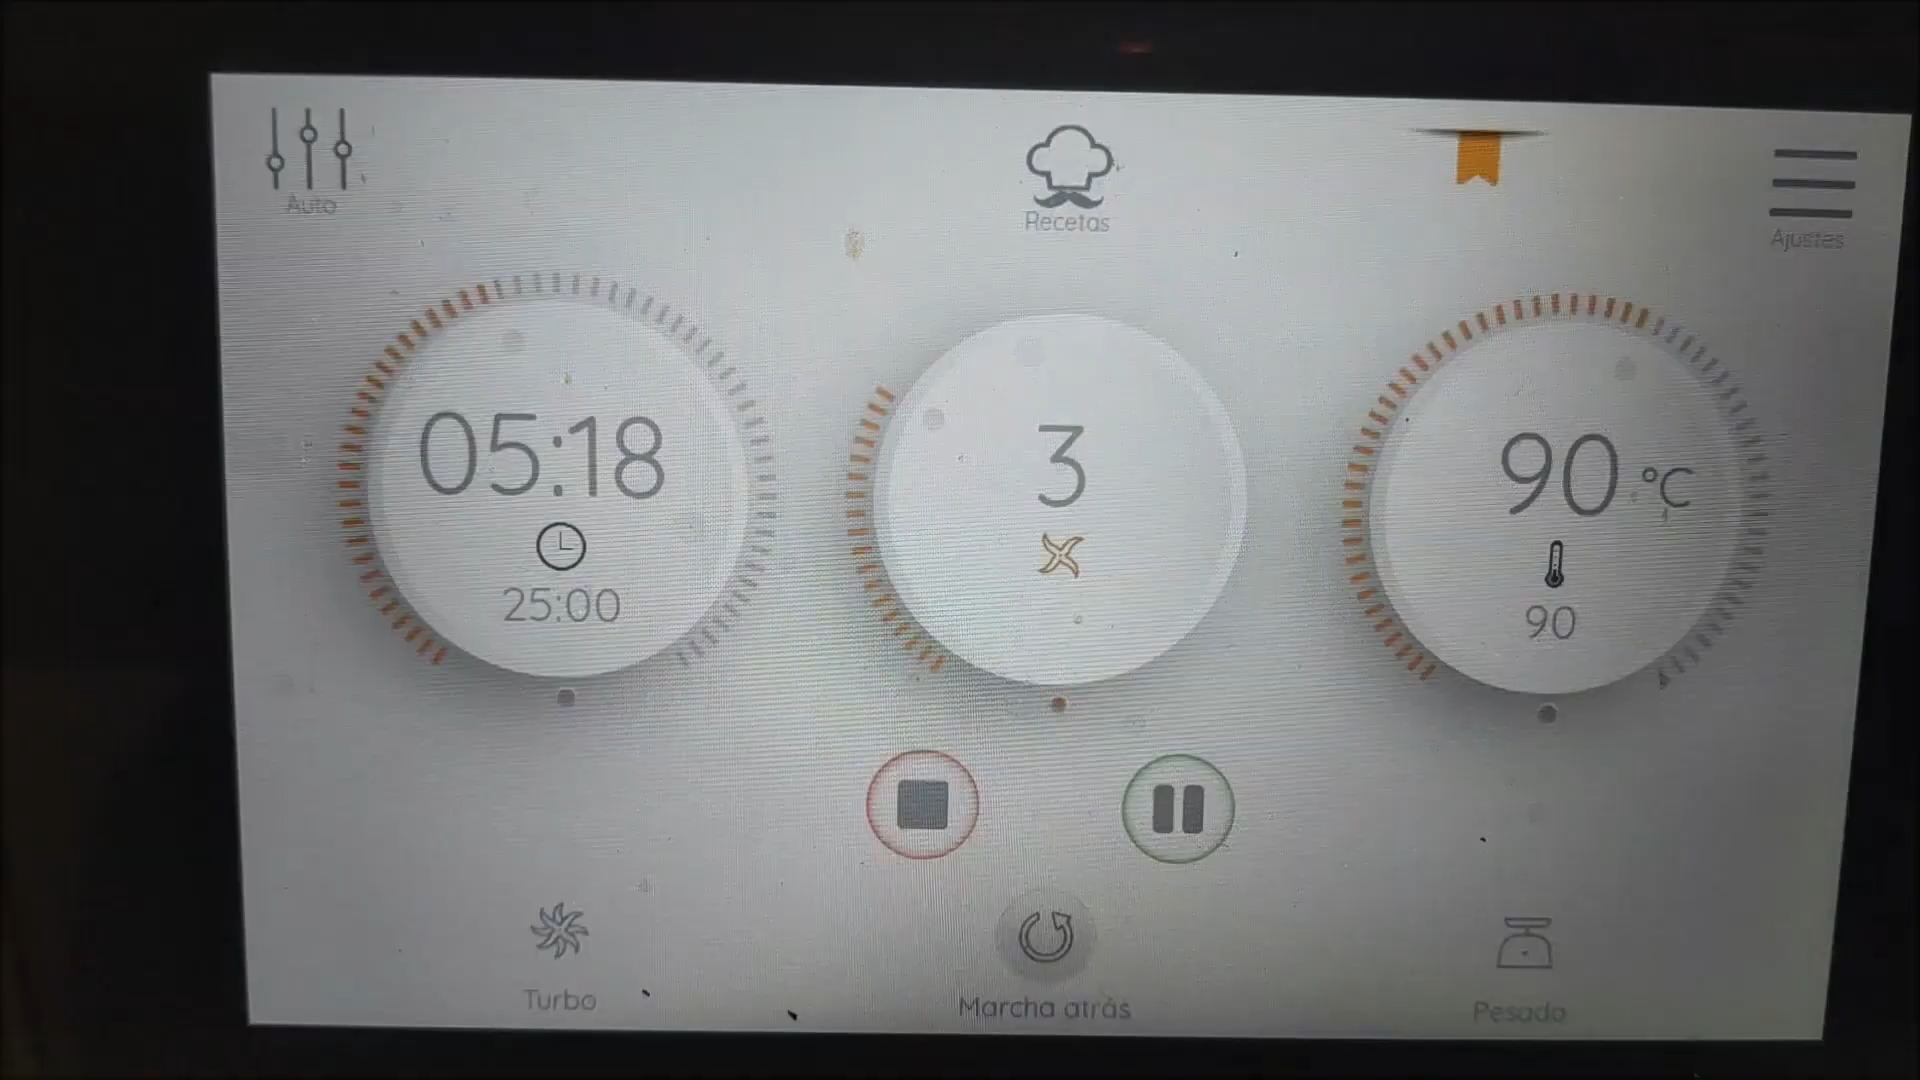 Auto
Recetas
Ajustes
05:18
25:00
3
90 °C
90
Turbo
Marcha atrás
Pesado